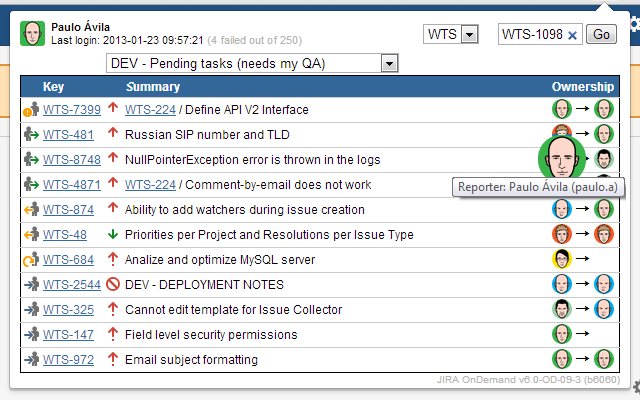 Paulo Ávila
Last login: 2013-01-23 09:57:21 (4 failed out of 250)
WTS
WTS-1098
Go
DEV - Pending tasks (needs my QA)
Key Summary Ownership
WTS-7399 WTS-224 / Define API V2 Interface
WTS-481 Russian SIP number and TLD
WTS-8748 NullPointerException error is thrown in the logs
WTS-4871 WTS-224 / Comment-by-email does not work
Reporter: Paulo Ávila (paulo.a)
WTS-874 Ability to add watchers during issue creation
WTS-48 Priorities per Project and Resolutions per Issue Type
WTS-684 Analize and optimize MySQL server
WTS-2544 DEV - DEPLOYMENT NOTES
WTS-325 Cannot edit template for Issue Collector
WTS-147 Field level security permissions
WTS-972 Email subject formatting
JIRA OnDemand v6.0-OD-09-3 (b6060)